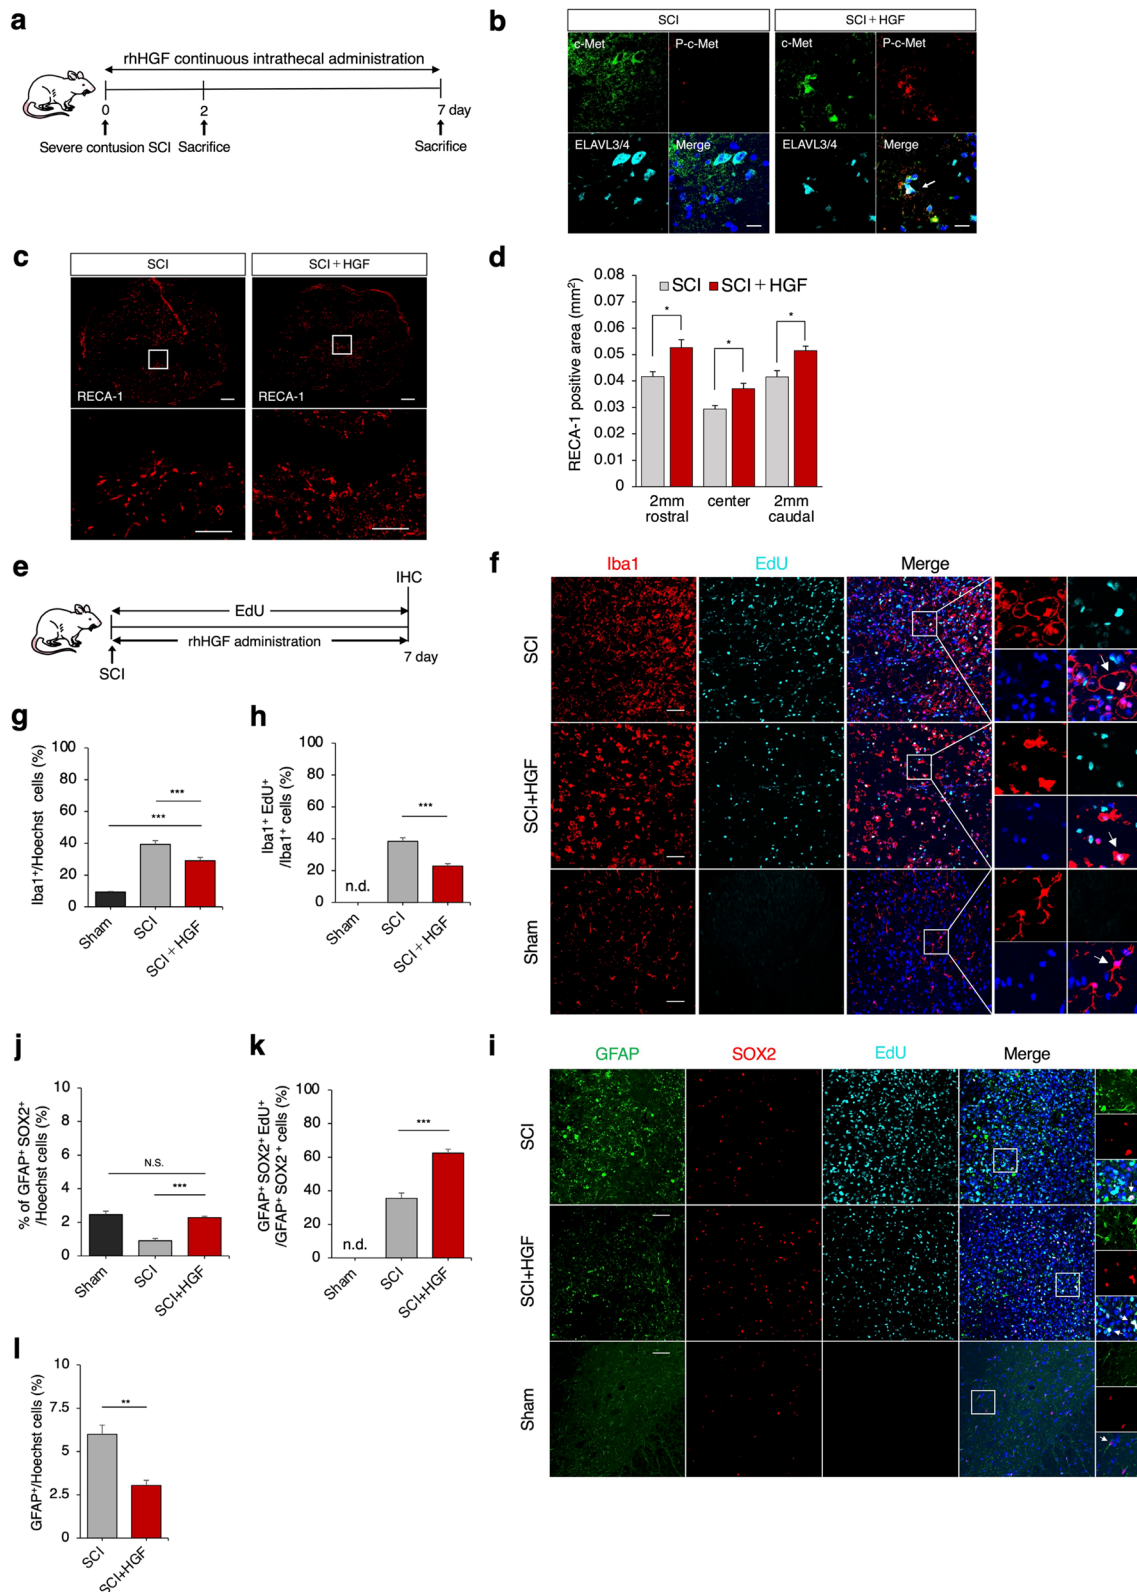 a
rhHGF continuous intrathecal administration
0
2
7 day
Severe contusion SCI
Sacrifice
Sacrifice
b
SCI
SCI+HGF
c-Met
P-c-Met
c-Met
P-c-Met
ELAVL3/4
Merge
ELAVL3/4
Merge
c
SCI
SCI+HGF
RECA-1
RECA-1
d
RECA-1 positive area (mm²)
0.08
0.07
0.06
0.05
0.04
0.03
0.02
0.01
0
SCI
SCI+HGF
*
*
*
2mm
rostral
center
2mm
caudal
e
IHC
EdU
rhHGF administration
7 day
SCI
f
Iba1
EdU
Merge
SCI
SCI+HGF
Sham
g
Iba1⁺/Hoechst cells (%)
100
80
60
40
20
0
***
***
Sham
SCI
SCI+HGF
h
Iba1⁺ EdU⁺
/Iba1⁺ cells (%)
100
80
60
40
20
0
***
n.d.
Sham
SCI
SCI+HGF
j
% of GFAP⁺ SOX2⁺
/Hoechst cells (%)
10
8
6
4
2
0
N.S.
***
Sham
SCI
SCI+HGF
k
GFAP⁺ SOX2⁺ EdU⁺
/GFAP⁺ SOX2⁺ cells (%)
100
80
60
40
20
0
***
n.d.
Sham
SCI
SCI+HGF
i
GFAP
SOX2
EdU
Merge
SCI
SCI+HGF
Sham
l
GFAP⁺/Hoechst cells (%)
10
7.5
5
2.5
0
**
SCI
SCI+HGF